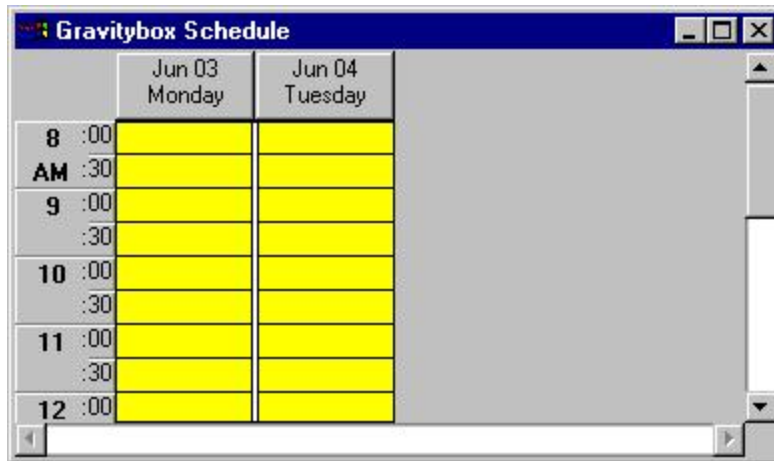 Gravitybox Schedule
Jun 03 Jun 04
Monday Tuesday
8 :00
AM :30
9 :00
:30
10 :00
:30
11 :00
:30
12 :00